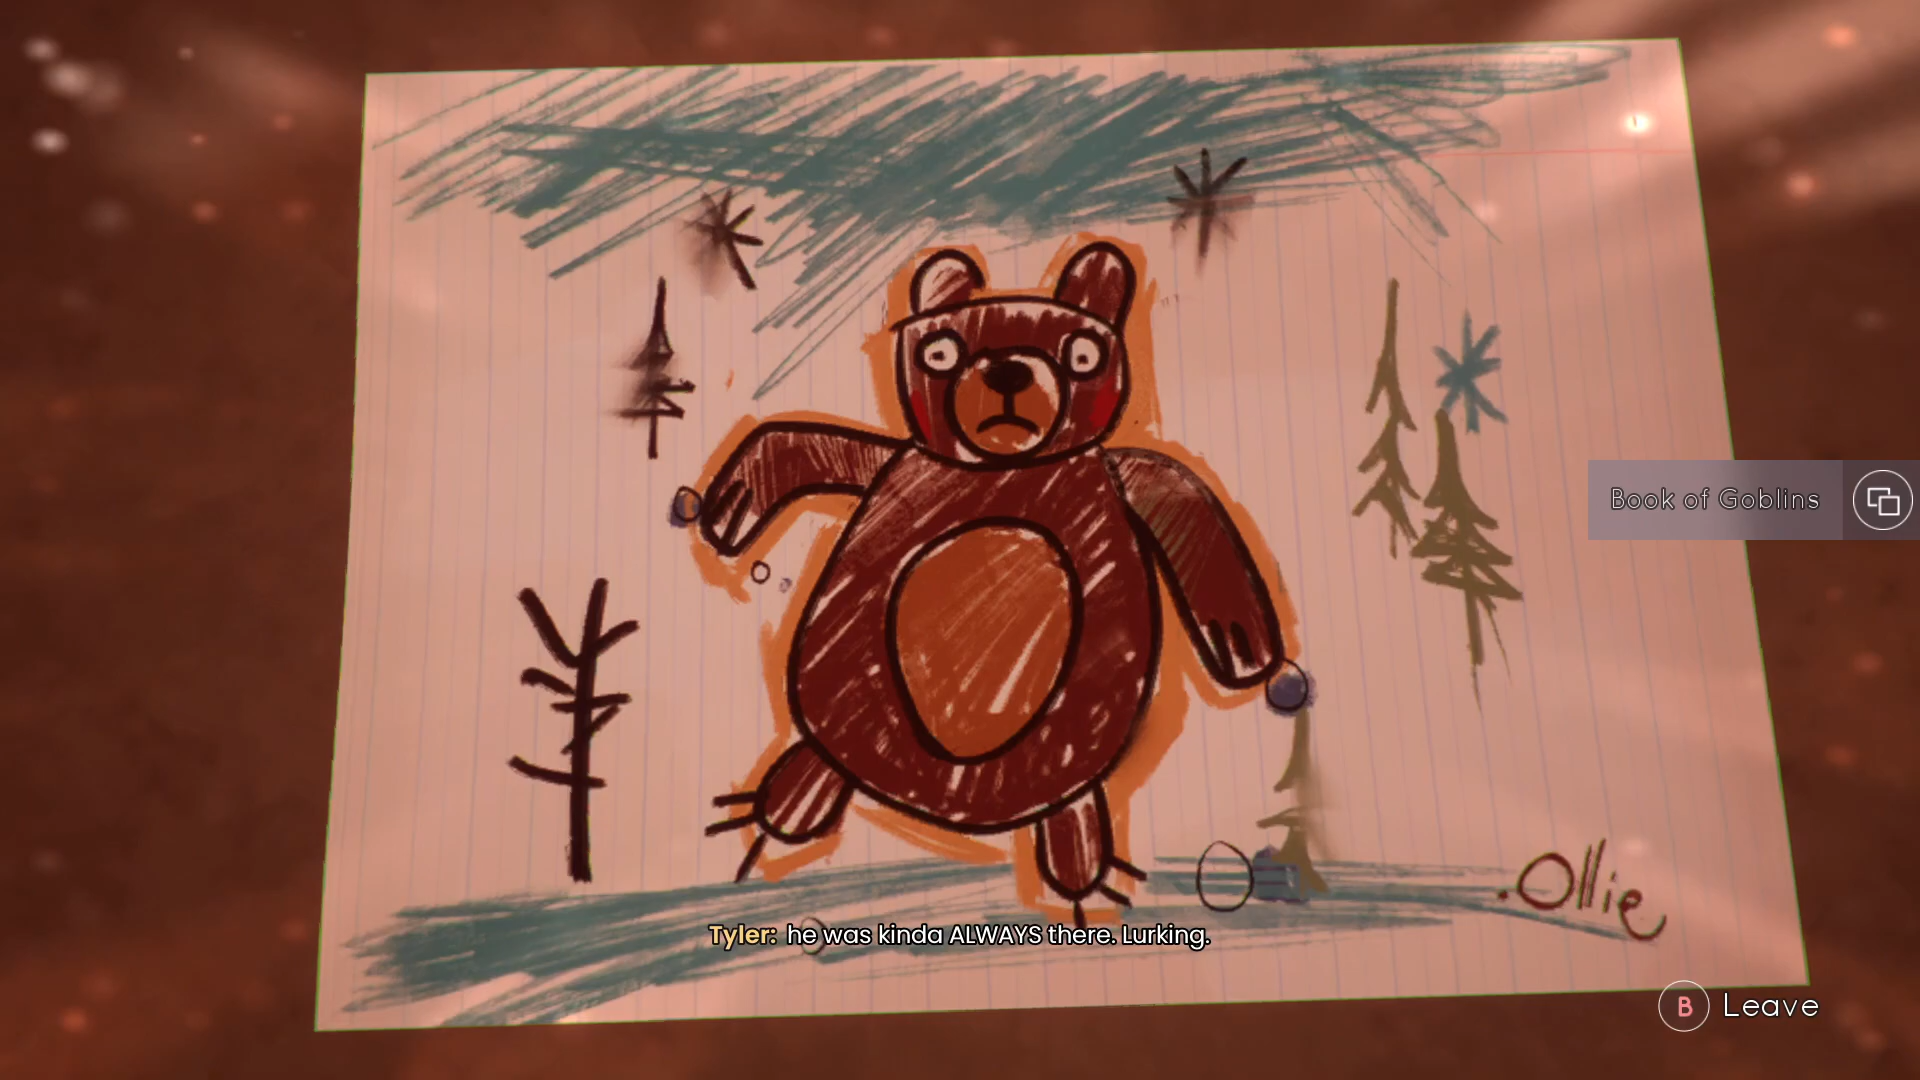 Book of Goblins
.Ollie
Tyler: he was kinda ALWAYS there. Lurking.
B Leave